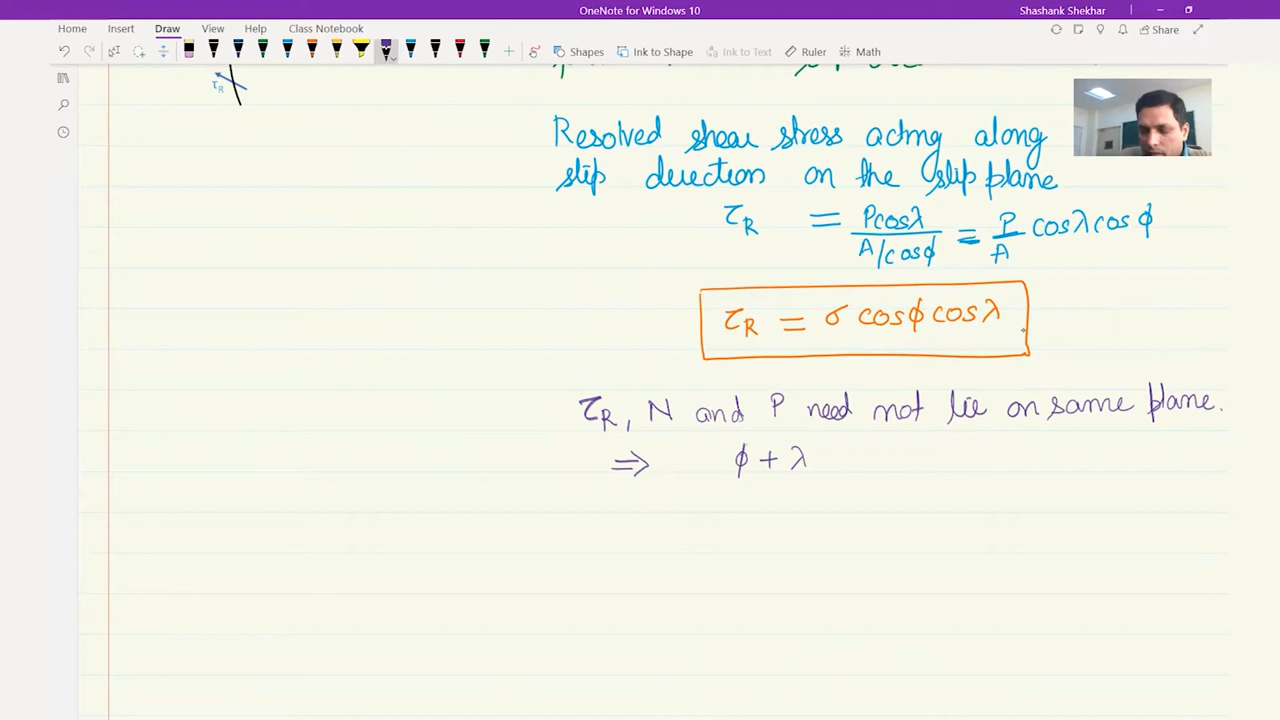 OneNote for Windows 10
Shashank Shekhar
Home Insert Draw View Help Class Notebook
Share
Shapes Ink to Shape Ink to Text Ruler Math
τR
Resolved shear stress acting along
slip direction on the slip plane
τR = Pcosλ / A/cosϕ = P/A cosλcosϕ
τR = σ cosϕ cosλ
τR, N and P need not lie on same plane.
⇒ ϕ + λ